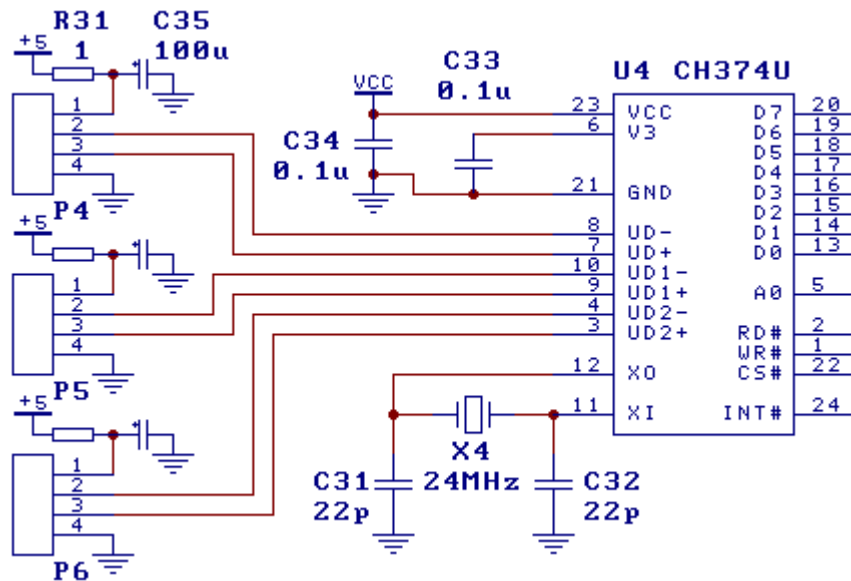 R31 C35
+5 1 100u
1
2
3
4
P4
+5
1
2
3
4
P5
+5
1
2
3
4
P6
VCC
C34
0.1u
C33
0.1u
U4 CH374U
23 VCC D7 20
6 V3 D6 19
D5 18
D4 17
21 GND D3 16
D2 15
8 UD- D1 14
7 UD+ D0 13
10 UD1-
9 UD1+ A0 5
4 UD2-
3 UD2+ RD# 2
WR# 1
12 XO CS# 22
11 XI INT# 24
X4
C31 24MHz C32
22p 22p